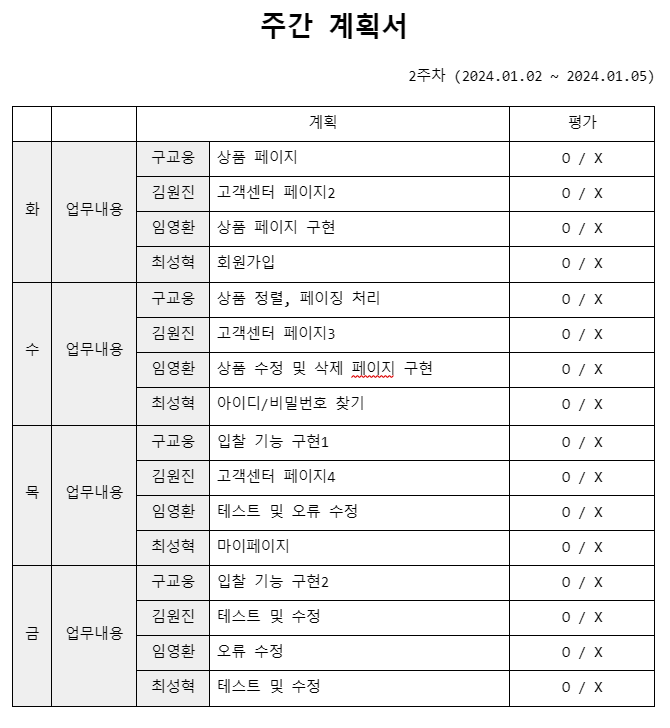 주간 계획서
2주차 (2024.01.02 ~ 2024.01.05)
계획 평가
화 업무내용
구교웅 상품 페이지 O / X
김원진 고객센터 페이지2 O / X
임영환 상품 페이지 구현 O / X
최성혁 회원가입 O / X
수 업무내용
구교웅 상품 정렬, 페이징 처리 O / X
김원진 고객센터 페이지3 O / X
임영환 상품 수정 및 삭제 페이지 구현 O / X
최성혁 아이디/비밀번호 찾기 O / X
목 업무내용
구교웅 입찰 기능 구현1 O / X
김원진 고객센터 페이지4 O / X
임영환 테스트 및 오류 수정 O / X
최성혁 마이페이지 O / X
금 업무내용
구교웅 입찰 기능 구현2 O / X
김원진 테스트 및 수정 O / X
임영환 오류 수정 O / X
최성혁 테스트 및 수정 O / X